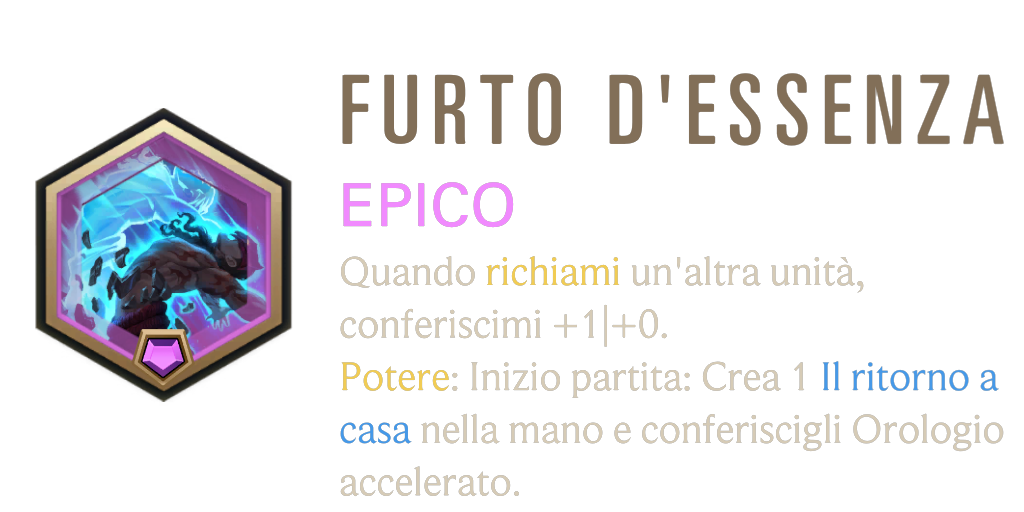 FURTO D'ESSENZA
EPICO
Quando richiami un'altra unità,
conferiscimi +1|+0.
Potere: Inizio partita: Crea 1 Il ritorno a
casa nella mano e conferiscigli Orologio
accelerato.